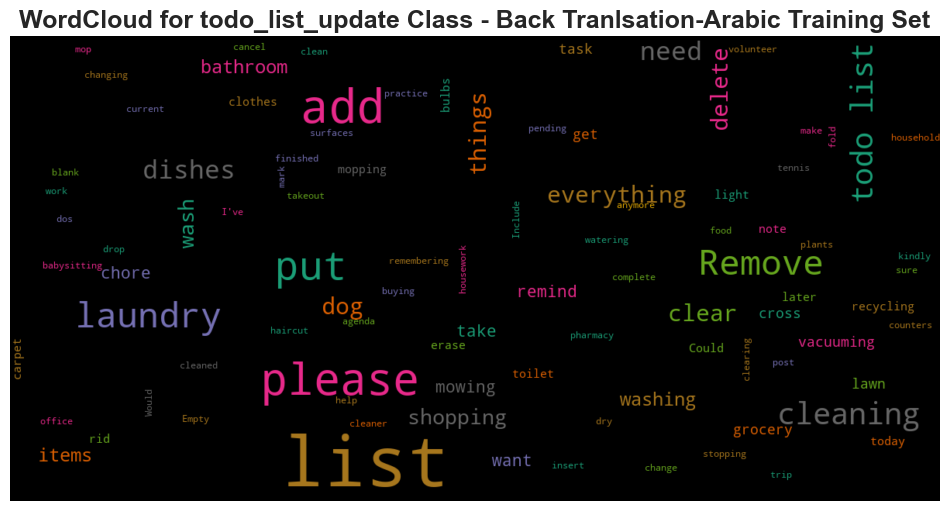 WordCloud for todo_list_update Class - Back Tranlsation-Arabic Training Set
mop
cancel
clean
task
need
volunteer
changing
bathroom
delete
todo list
current
clothes
add
practice
bulbs
things
surfaces
pending
get
make
fold
household
blank
dishes
finished
mark
mopping
tennis
work
takeout
everything
anymore
light
dos
wash
I've
Include
food
note
drop
watering
plants
kindly
babysitting
chore
put
remembering
housework
Remove
sure
buying
complete
remind
later
laundry
dog
agenda
clear
cross
recycling
haircut
take
pharmacy
counters
erase
Could
vacuuming
carpet
cleaned
clearing
post
please
toilet
mowing
lawn
Would
help
washing
office
Empty
cleaner
shopping
dry
cleaning
rid
grocery
today
items
list
want
insert
change
stopping
trip